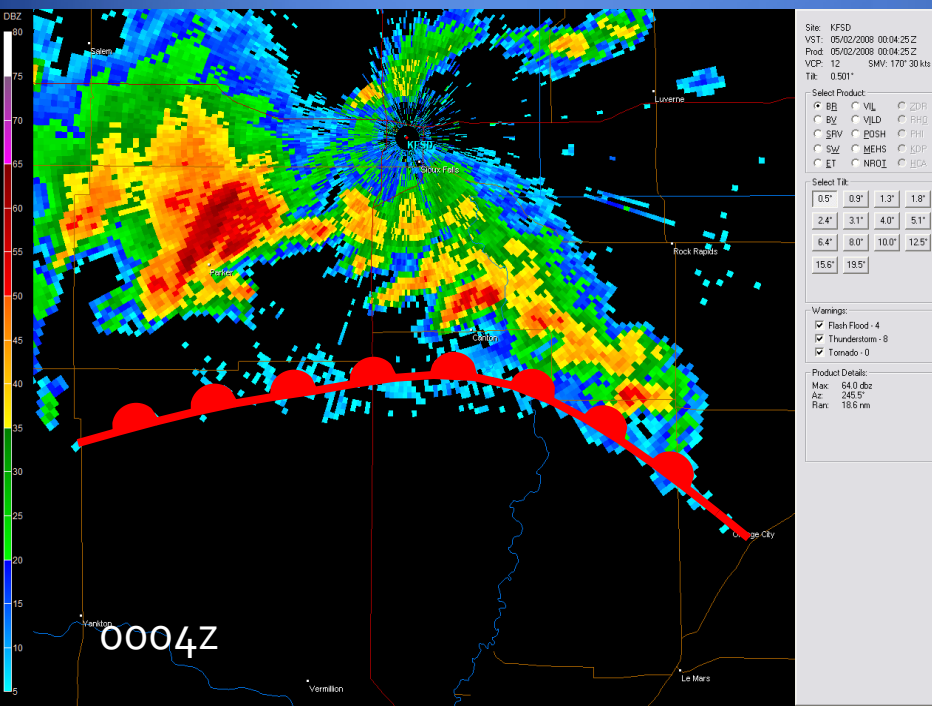 DBZ
80
75
70
65
60
55
50
45
40
35
30
25
20
15
10
5
Salem
Luverne
KFSD
Sioux Falls
Rock Rapids
Parker
Canton
Yankton
0004Z
Vermillion
Le Mars
Site: KFSD
VST: 05/02/2008 00:04:25 Z
Prod: 05/02/2008 00:04:25 Z
VCP: 12 SMV: 170° 30 kts
Tilt: 0.501°
Select Product:
BR VIL ZDR
BV VILD RHO
SRV POSH PHI
SW MEHS KDP
ET NROT HCA
Select Tilt:
0.5° 0.9° 1.3° 1.8°
2.4° 3.1° 4.0° 5.1°
6.4° 8.0° 10.0° 12.5°
15.6° 19.5°
Warnings:
Flash Flood - 4
Thunderstorm - 8
Tornado - 0
Product Details:
Max: 64.0 dbz
Az: 245.5°
Ran: 18.6 nm